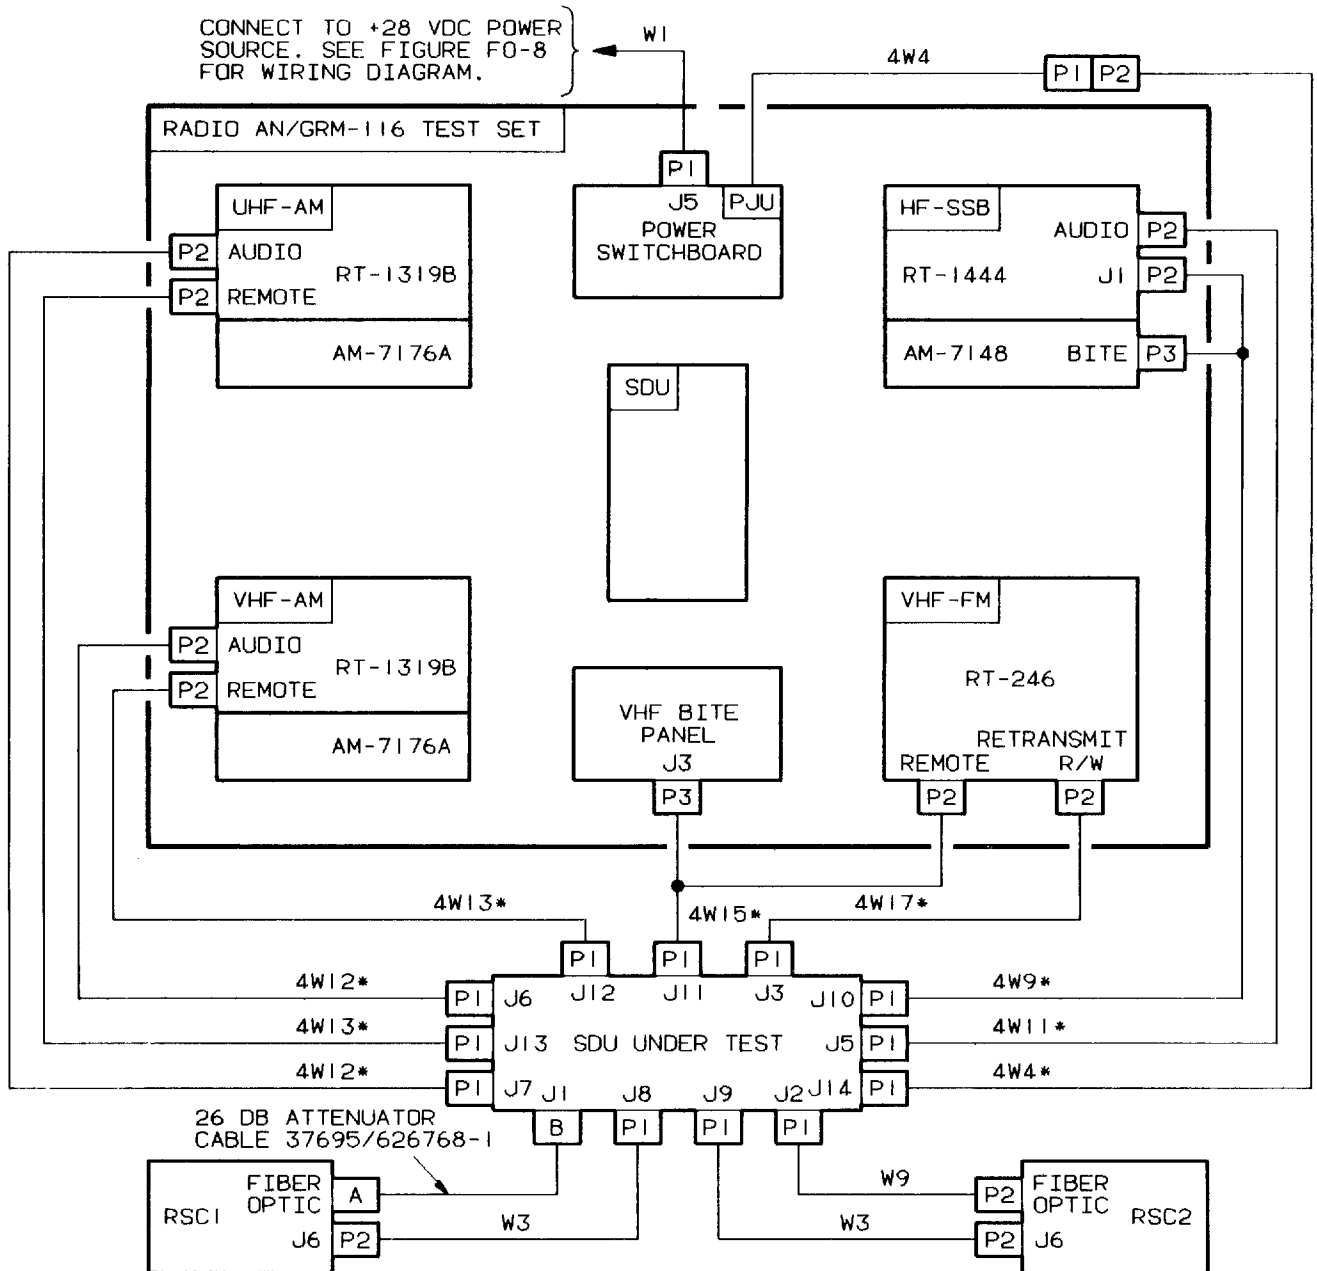 CONNECT TO +28 VDC POWER
SOURCE. SEE FIGURE FO-8
FOR WIRING DIAGRAM.
W1
4W4
P1 P2
RADIO AN/GRM-116 TEST SET
P1
J5
PJU
POWER
SWITCHBOARD
UHF-AM
P2 AUDIO
RT-1319B
P2 REMOTE
AM-7176A
HF-SSB
AUDIO P2
RT-1444
J1 P2
AM-7148
BITE P3
SDU
VHF-AM
P2 AUDIO
RT-1319B
P2 REMOTE
AM-7176A
VHF BITE
PANEL
J3
P3
VHF-FM
RT-246
RETRANSMIT
REMOTE R/W
P2 P2
4W13*
4W15*
4W17*
P1 P1 P1
J12 J11 J3
4W12* P1 J6
J10 P1 4W9*
4W13* P1 J13
SDU UNDER TEST
J5 P1 4W11*
4W12* P1 J7
J14 P1 4W4*
J1 J8 J9 J2
B P1 P1 P1
26 DB ATTENUATOR
CABLE 37695/626768-1
RSC1
FIBER
OPTIC
A
J6 P2
W3
W9
W3
P2 FIBER
OPTIC
RSC2
P2 J6